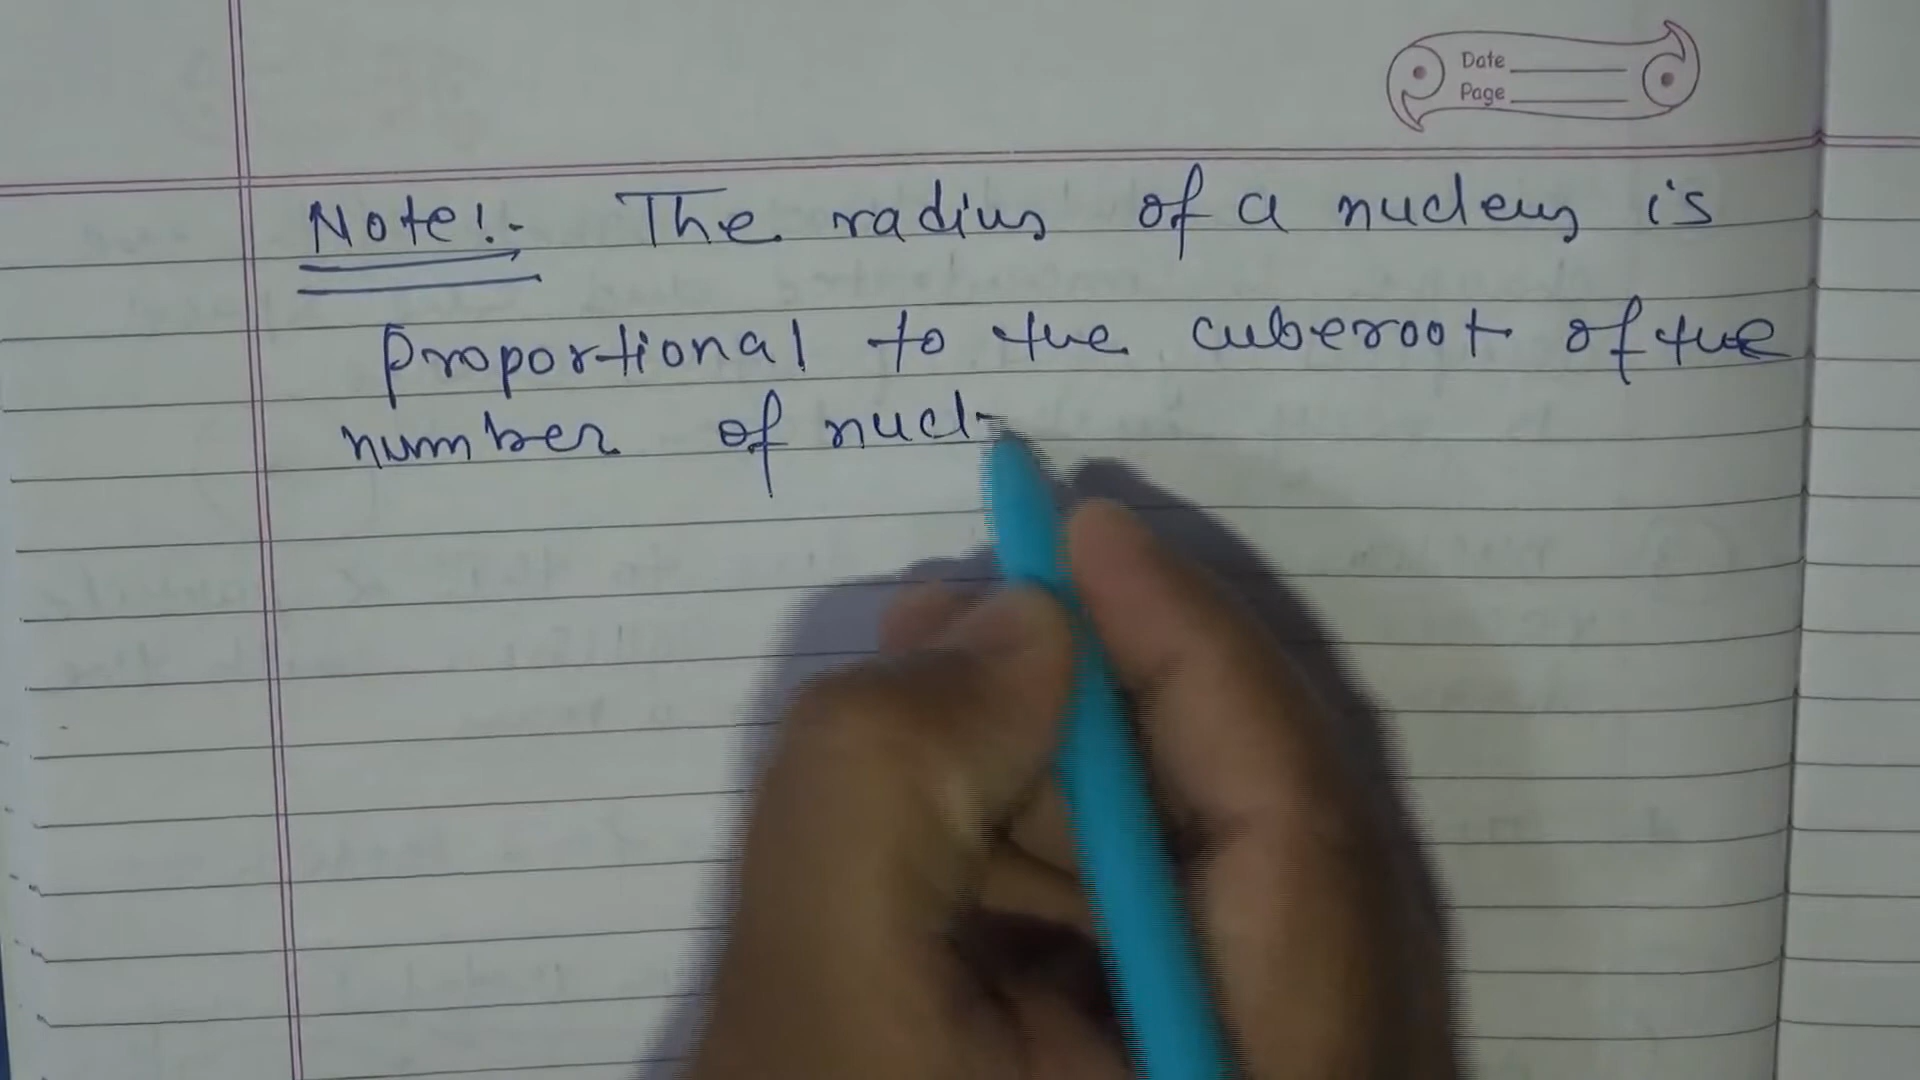 Date
Page
Note:- The radius of a nucleus is
proportional to the cuberoot of the
number of nucl